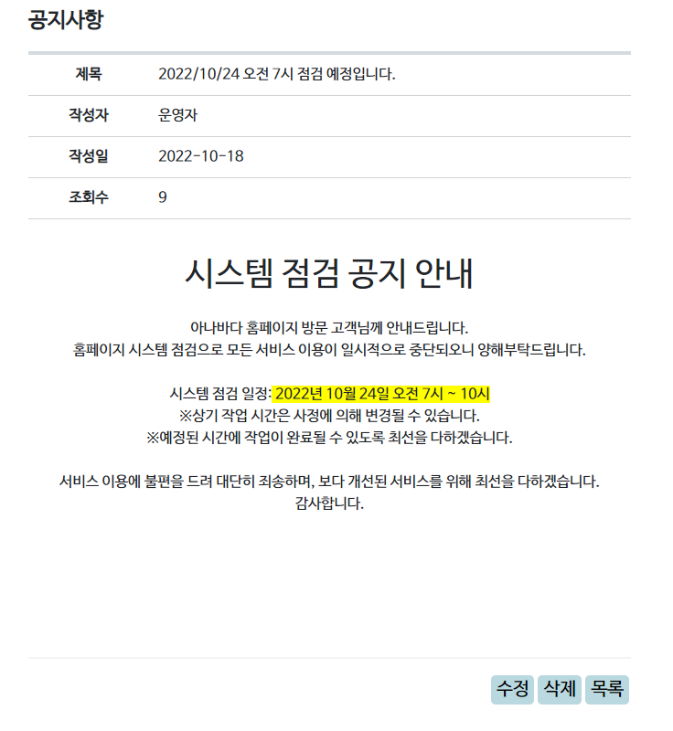 공지사항
제목 2022/10/24 오전 7시 점검 예정입니다.
작성자 운영자
작성일 2022-10-18
조회수 9
시스템 점검 공지 안내
아나바다 홈페이지 방문 고객님께 안내드립니다.
홈페이지 시스템 점검으로 모든 서비스 이용이 일시적으로 중단되오니 양해부탁드립니다.
시스템 점검 일정: 2022년 10월 24일 오전 7시 ~ 10시
※상기 작업 시간은 사정에 의해 변경될 수 있습니다.
※예정된 시간에 작업이 완료될 수 있도록 최선을 다하겠습니다.
서비스 이용에 불편을 드려 대단히 죄송하며, 보다 개선된 서비스를 위해 최선을 다하겠습니다.
감사합니다.
수정 삭제 목록